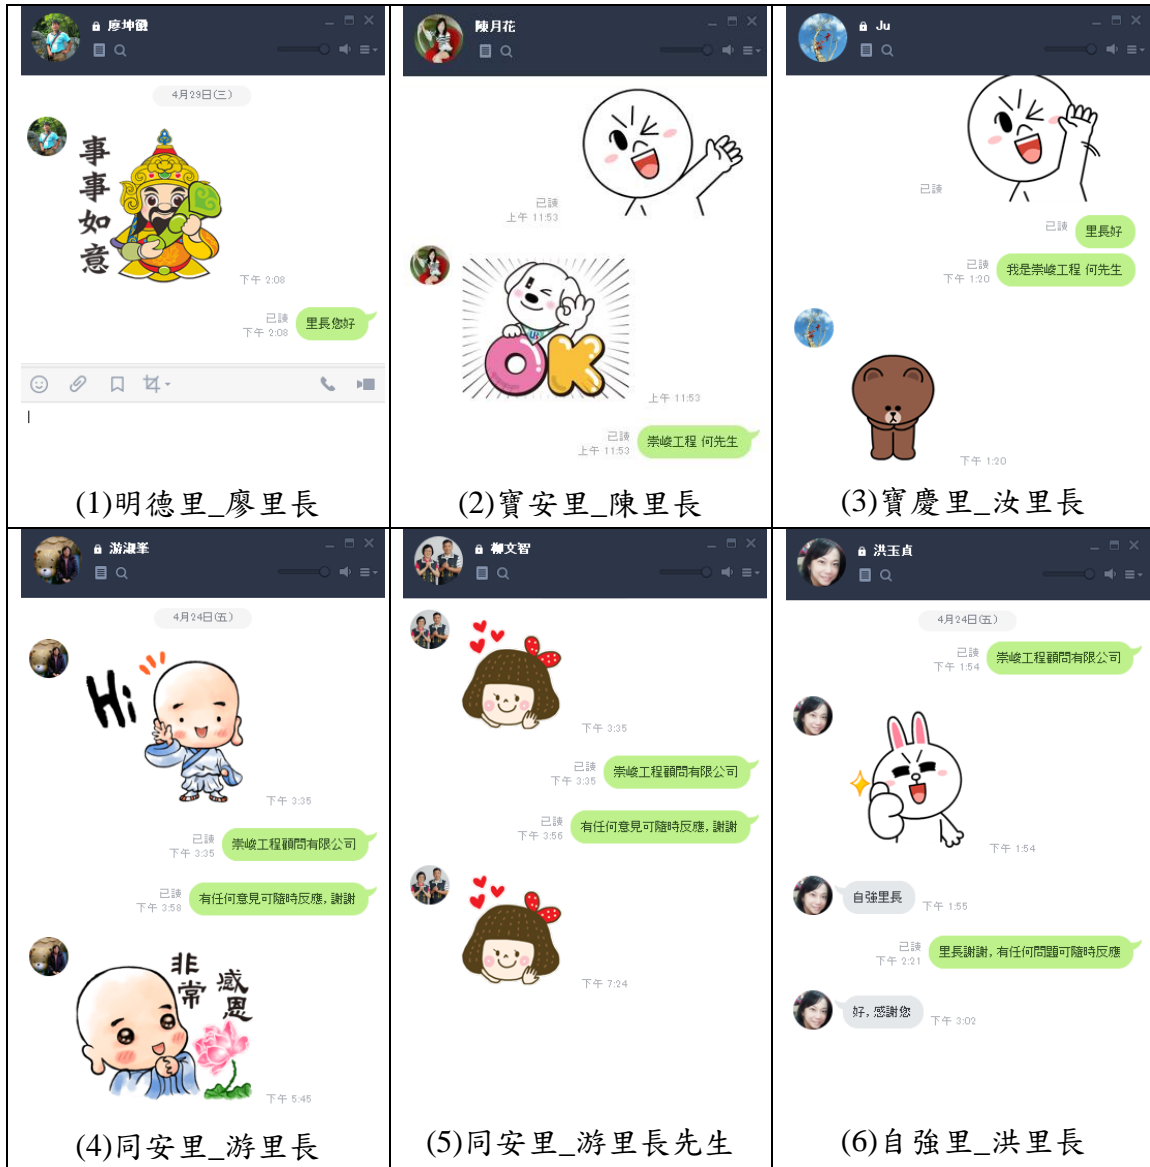 廖坤儀
4月29日(三)
事事如意
下午 2:08
已讀
下午 2:08
里長您好
(1)明德里_廖里長
陳月花
已讀
上午 11:53
OK
上午 11:53
已讀
上午 11:53
崇峻工程 何先生
(2)寶安里_陳里長
Ju
已讀
已讀
里長好
已讀
下午 1:20
我是崇峻工程 何先生
下午 1:20
(3)寶慶里_汝里長
游淑峯
4月24日(五)
Hi
下午 3:35
已讀
下午 3:35
崇峻工程顧問有限公司
已讀
下午 3:58
有任何意見可隨時反應, 謝謝
非常
感恩
下午 5:45
(4)同安里_游里長
柳文智
下午 3:35
已讀
下午 3:35
崇峻工程顧問有限公司
已讀
下午 3:56
有任何意見可隨時反應, 謝謝
下午 7:24
(5)同安里_游里長先生
洪玉貞
4月24日(五)
已讀
下午 1:54
崇峻工程顧問有限公司
下午 1:54
自強里長
下午 1:55
已讀
下午 2:21
里長謝謝, 有任何問題可隨時反應
好, 感謝您
下午 3:02
(6)自強里_洪里長